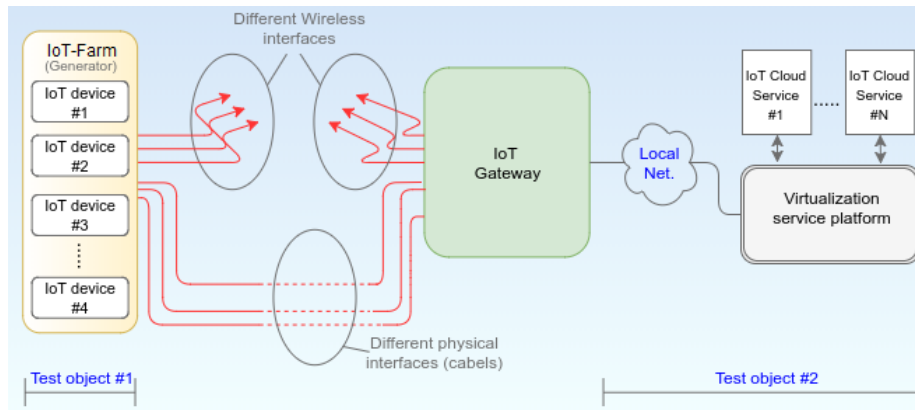 Different Wireless
interfaces
IoT-Farm
(Generator)
IoT device
#1
IoT device
#2
IoT device
#3
IoT device
#4
IoT
Gateway
Local
Net.
IoT Cloud
Service
#1
.....
IoT Cloud
Service
#N
Virtualization
service platform
Different physical
interfaces (cabels)
Test object #1
Test object #2